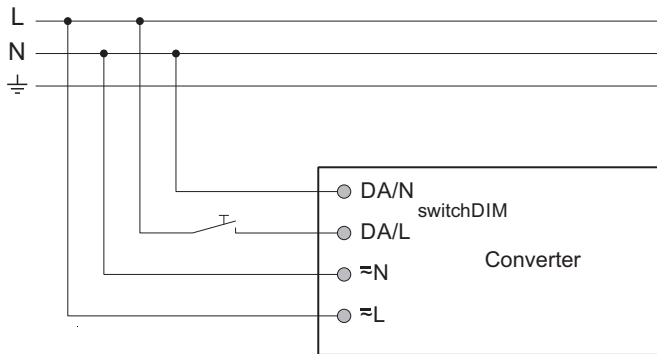 L
N
DA/N
switchDIM
DA/L
Converter
≂N
≂L